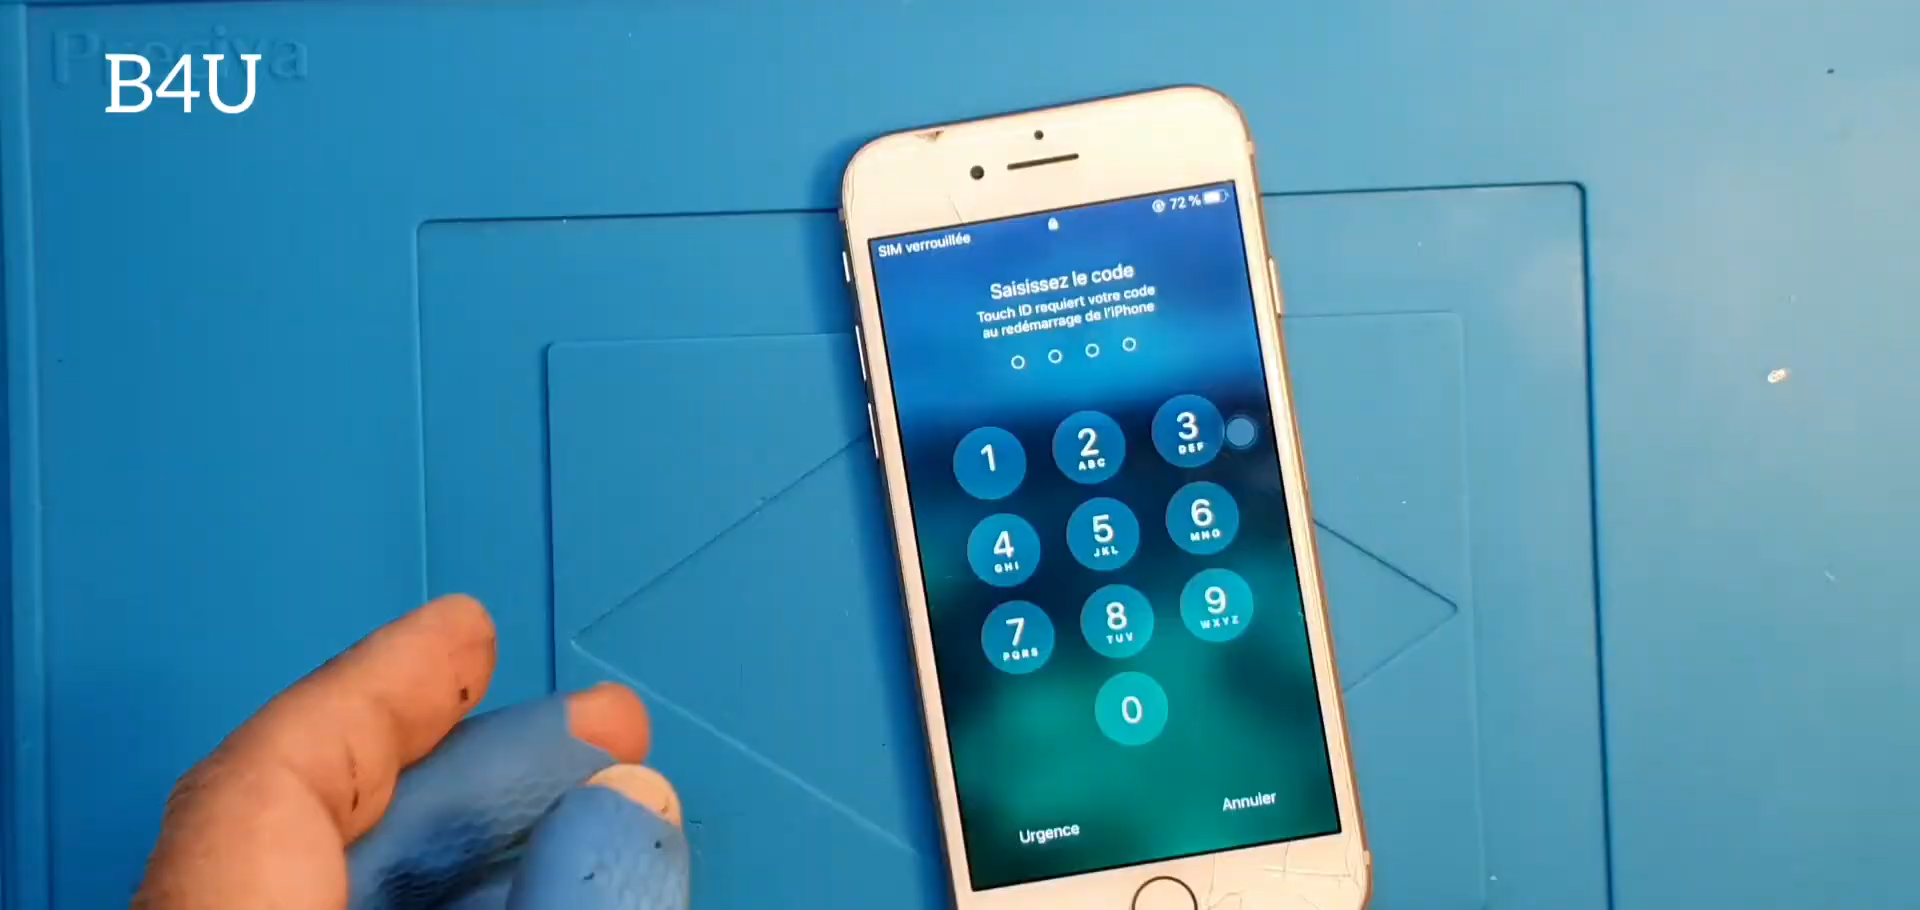 B4U
SIM verrouillée
72 %
Saisissez le code
Touch ID requiert votre code
au redémarrage de l'iPhone
1
2
ABC
3
DEF
4
GHI
5
JKL
6
MNO
7
PQRS
8
TUV
9
WXYZ
0
Urgence
Annuler